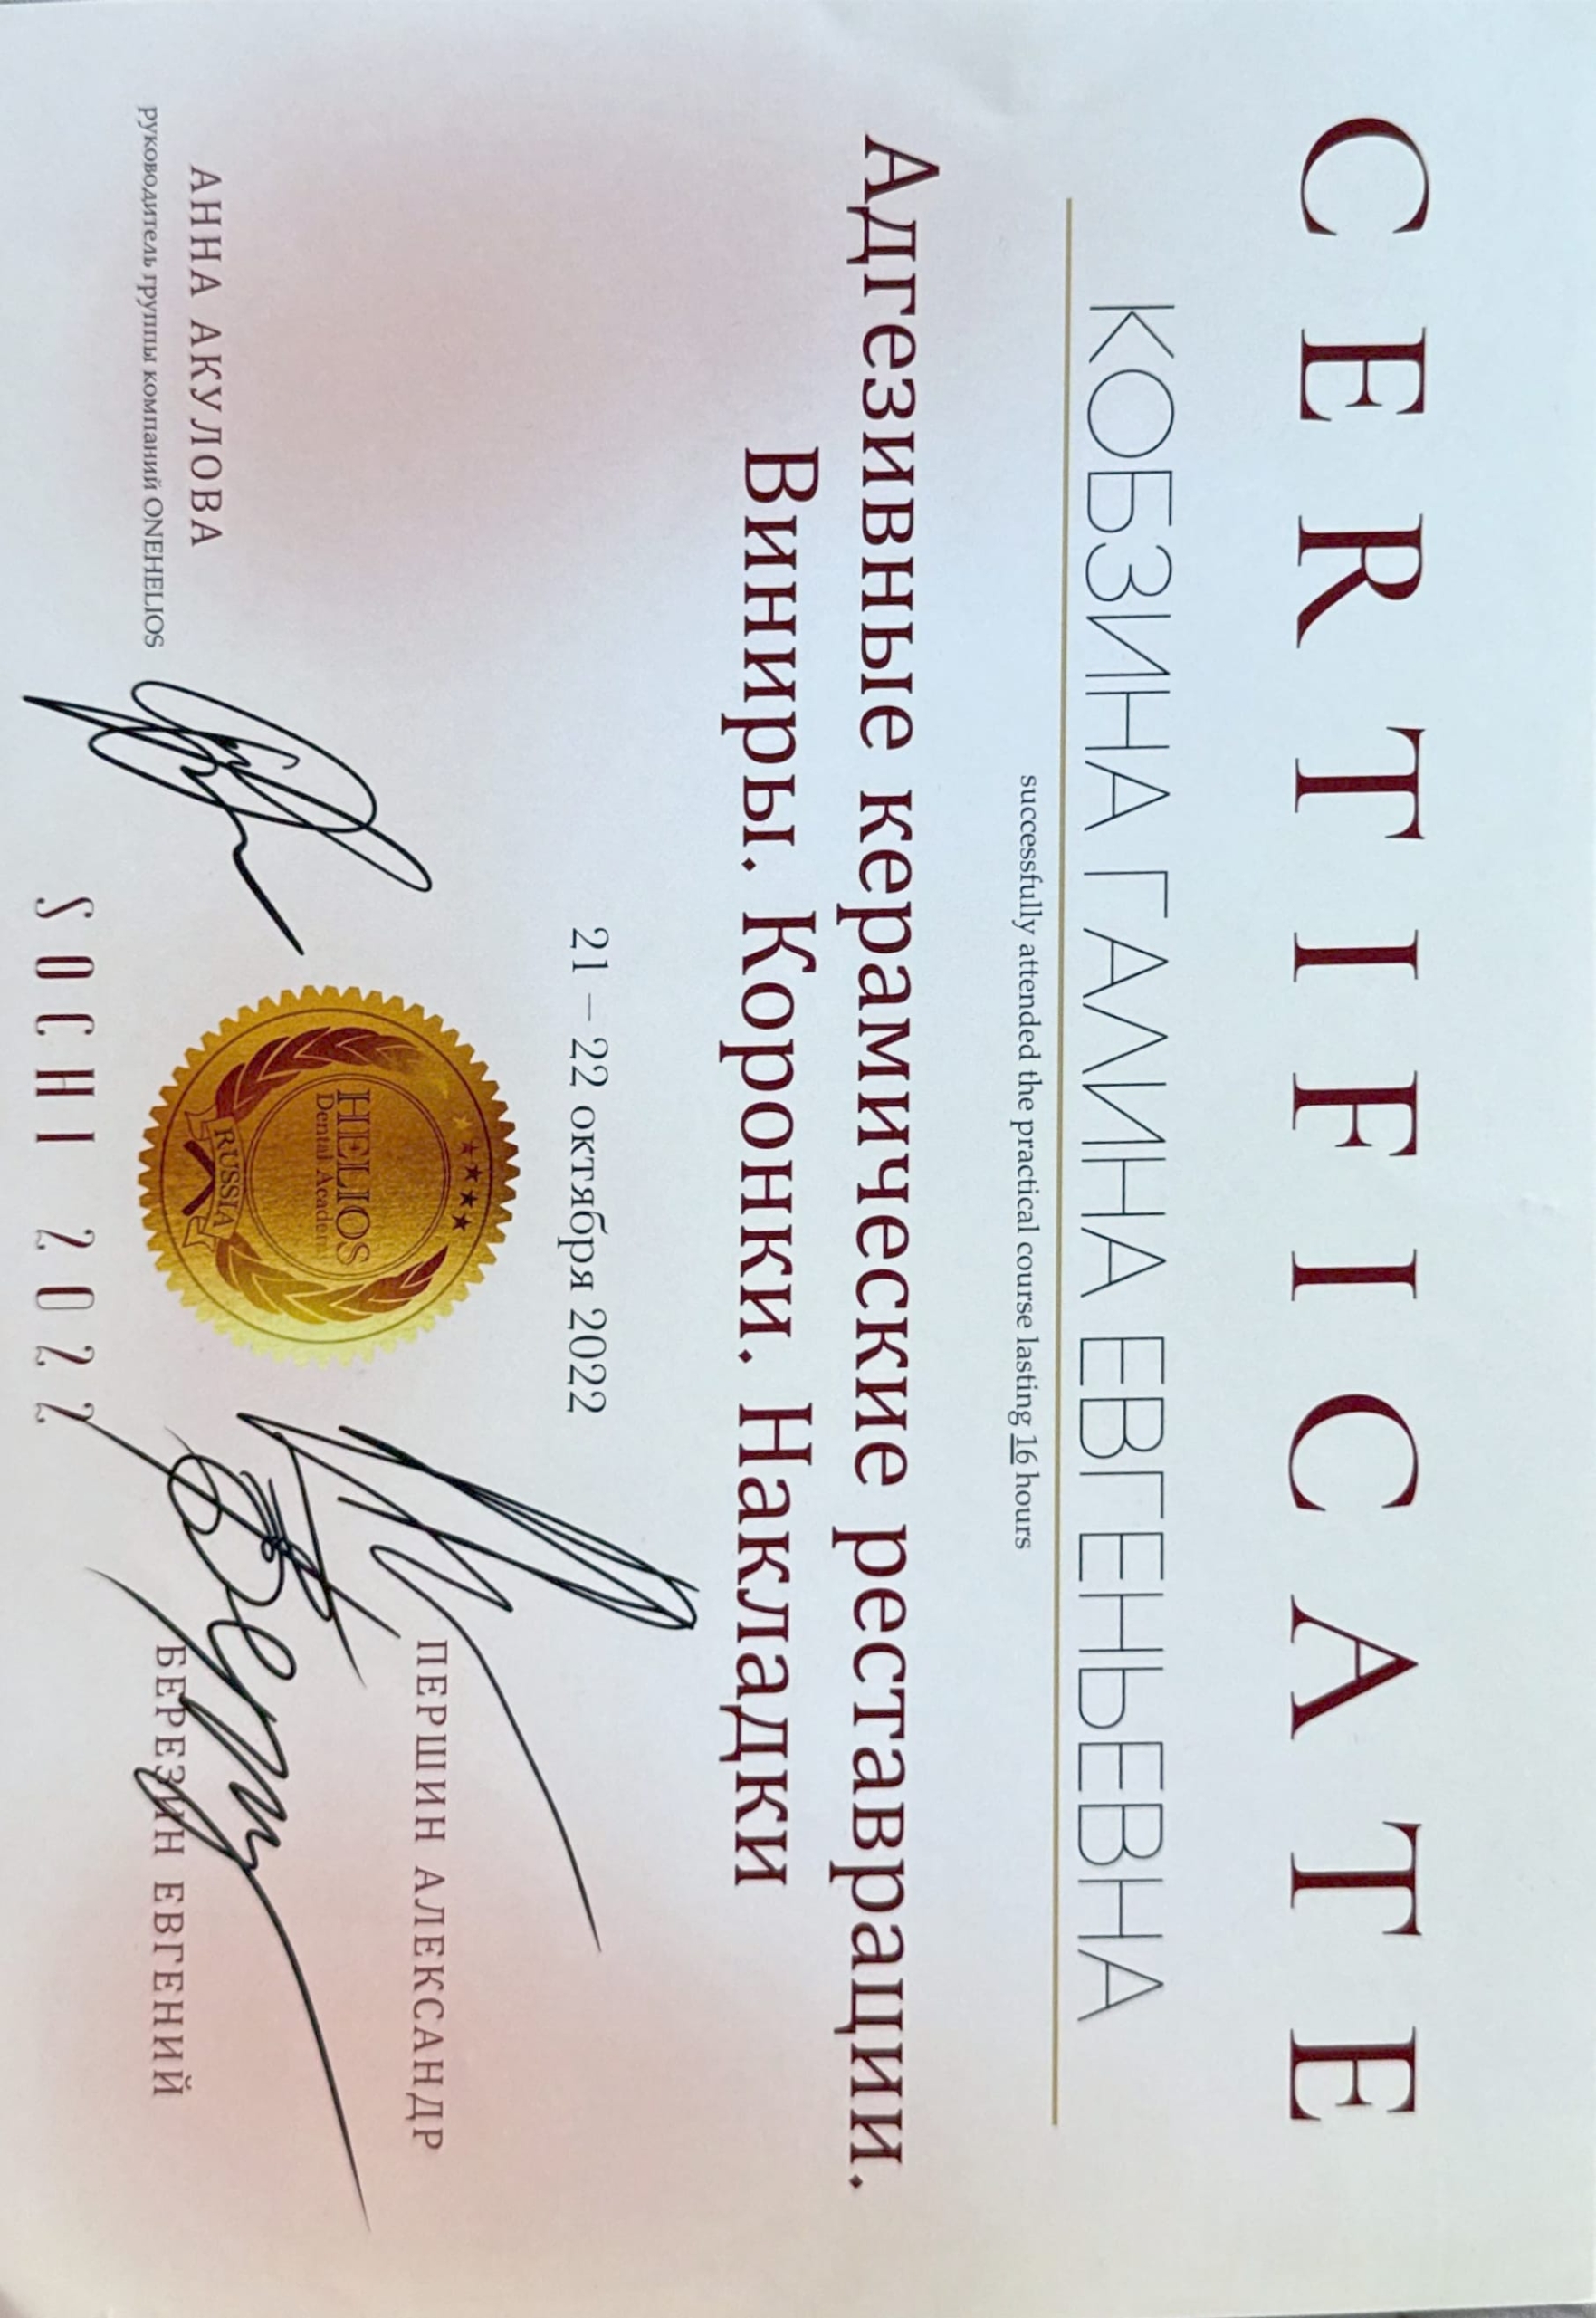 CERTIFICATE
КОБЗИНА ГАЛИНА ЕВГЕНЬЕВНА
successfully attended the practical course lasting 16 hours
Адгезивные керамические реставрации.
Виниры. Коронки. Накладки
21 – 22 октября 2022
АННА АКУЛОВА
руководитель группы компаний ONEHELIOS
HELIOS
Dental Academy
RUSSIA
ПЕРШИН АЛЕКСАНДР
БЕРЕЗИН ЕВГЕНИЙ
SOCHI 2022